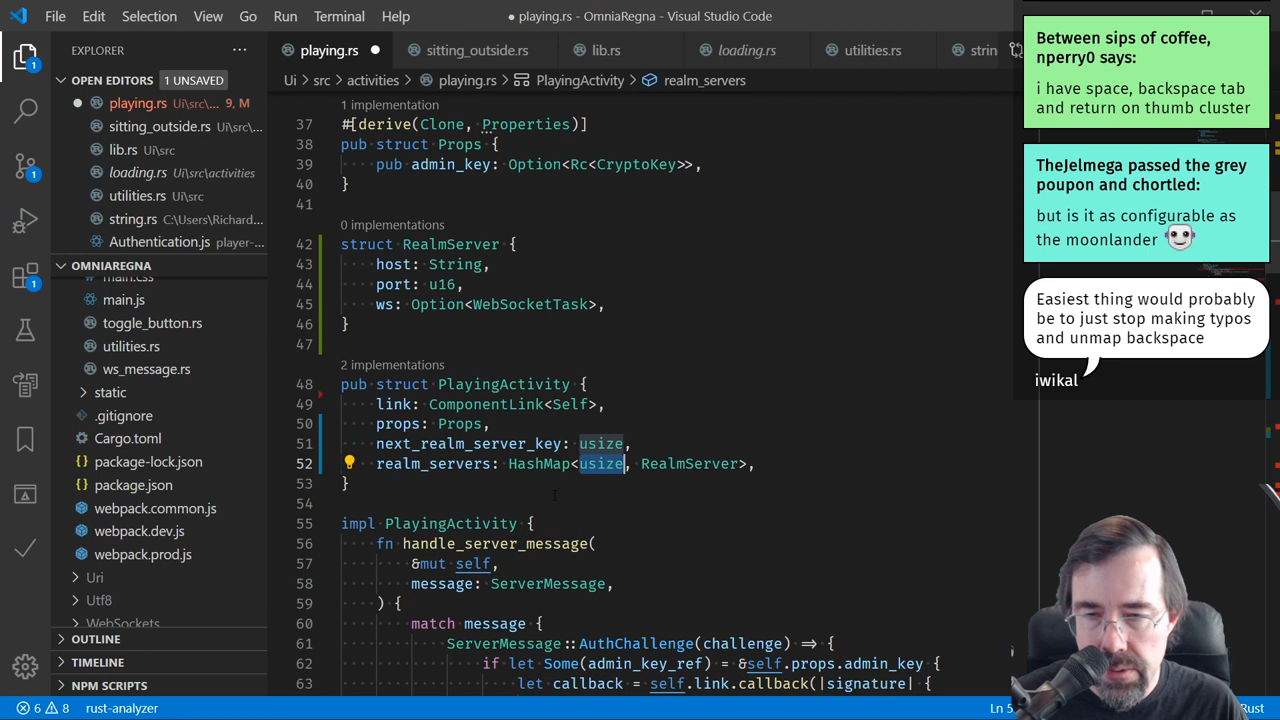 File Edit Selection View Go Run Terminal Help
● playing.rs - OmniaRegna - Visual Studio Code
EXPLORER
OPEN EDITORS 1 UNSAVED
playing.rs Ui\src\... 9, M
sitting_outside.rs Ui\sr...
lib.rs Ui\src
loading.rs Ui\src\activities
utilities.rs Ui\src
string.rs C:\Users\Richard...
Authentication.js player-...
OMNIAREGNA
main.css
main.js
toggle_button.rs
utilities.rs
ws_message.rs
static
.gitignore
Cargo.toml
package-lock.json
package.json
webpack.common.js
webpack.dev.js
webpack.prod.js
Uri
Utf8
WebSockets
OUTLINE
TIMELINE
NPM SCRIPTS
1
1
1
playing.rs sitting_outside.rs lib.rs loading.rs utilities.rs strin
Ui > src > activities > playing.rs > PlayingActivity > realm_servers
1 implementation
37 #[derive(Clone, Properties)]
38 pub struct Props {
39 pub admin_key: Option<Rc<CryptoKey>>,
40 }
41
0 implementations
42 struct RealmServer {
43 host: String,
44 port: u16,
45 ws: Option<WebSocketTask>,
46 }
47
2 implementations
48 pub struct PlayingActivity {
49 link: ComponentLink<Self>,
50 props: Props,
51 next_realm_server_key: usize,
52 realm_servers: HashMap<usize, RealmServer>,
53 }
54
55 impl PlayingActivity {
56 fn handle_server_message(
57 &mut self,
58 message: ServerMessage,
59 ) {
60 match message {
61 ServerMessage::AuthChallenge(challenge) => {
62 if let Some(admin_key_ref) = &self.props.admin_key {
63 let callback = self.link.callback(|signature| {
Between sips of coffee,
nperry0 says:
i have space, backspace tab
and return on thumb cluster
TheJelmega passed the grey
poupon and chortled:
but is it as configurable as
the moonlander
Easiest thing would probably
be to just stop making typos
and unmap backspace
iwikal
6 8 rust-analyzer
Ln 5
Rust